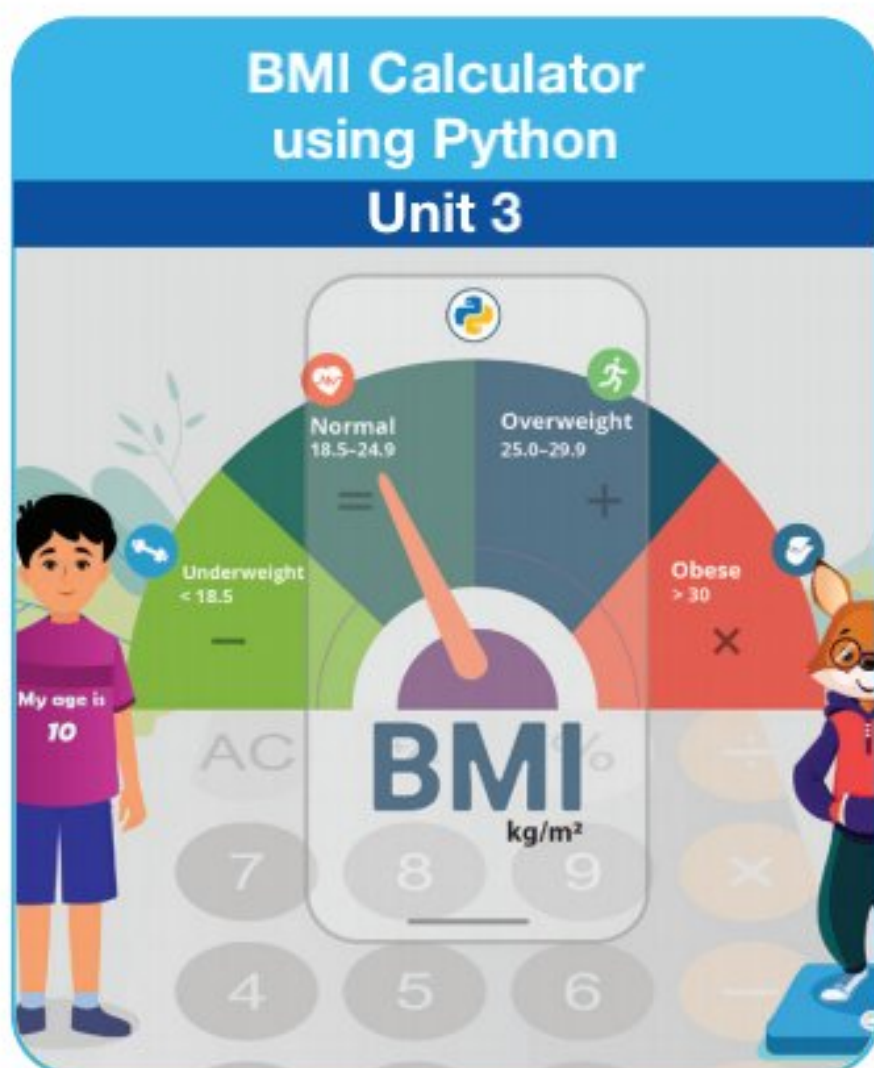 BMI Calculator
using Python
Unit 3
Normal
18.5–24.9
Overweight
25.0–29.9
Underweight
< 18.5
Obese
> 30
=
+
−
×
My age is
10
BMI
kg/m²
AC
%
÷
7
8
9
×
4
5
6
−